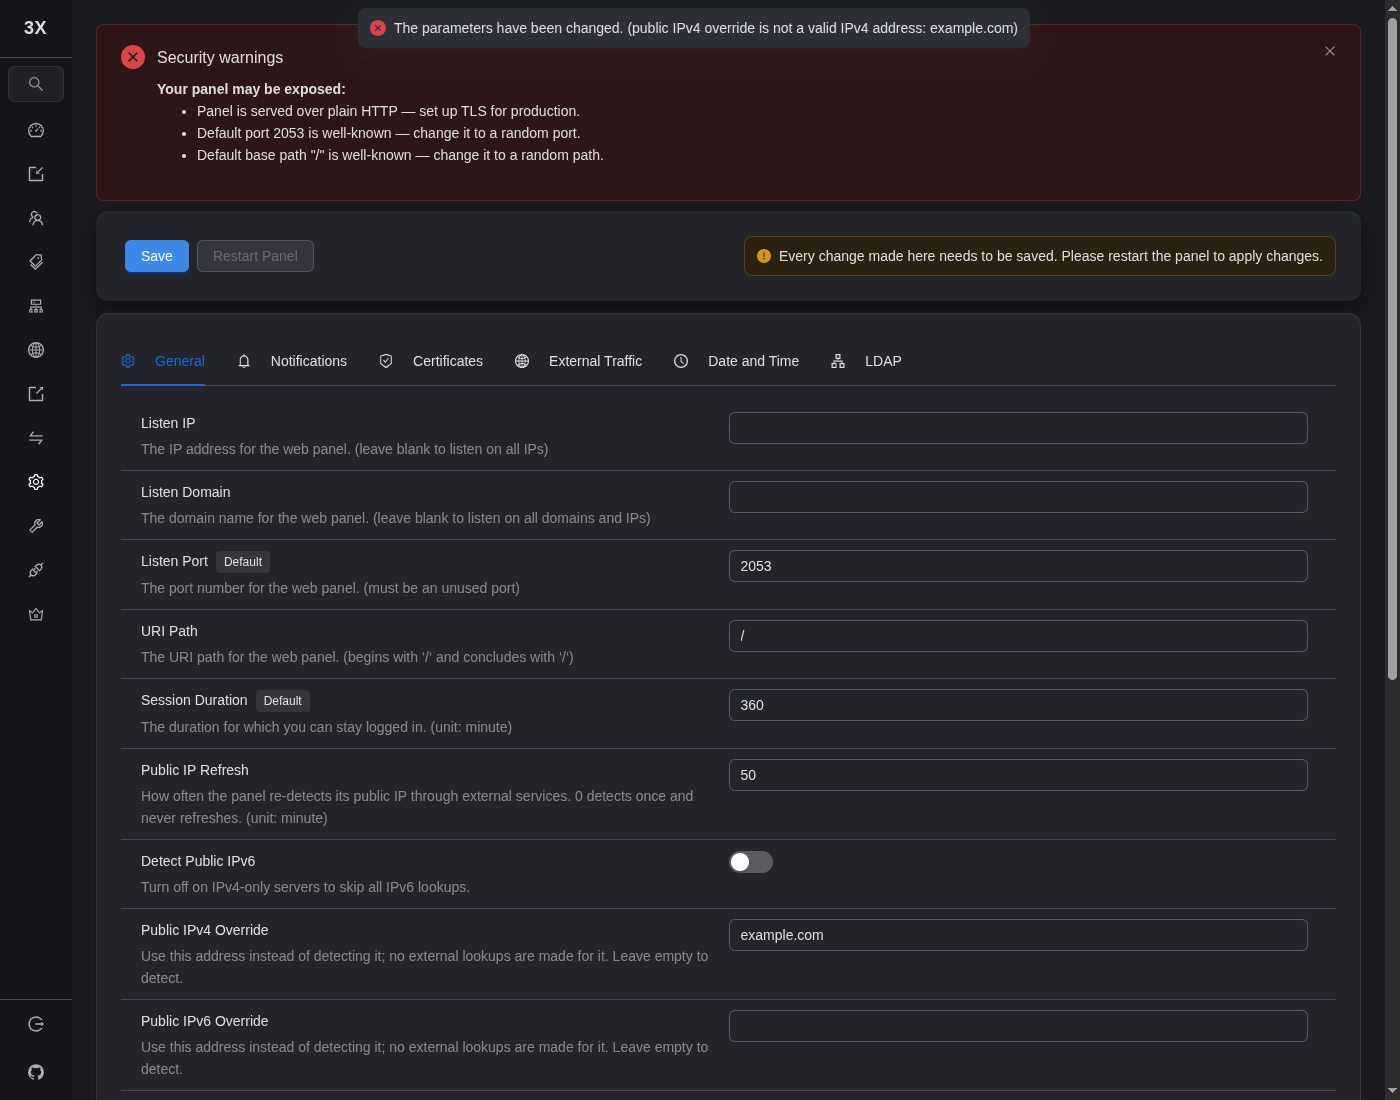 3X
The parameters have been changed. (public IPv4 override is not a valid IPv4 address: example.com)
Security warnings
Your panel may be exposed:
Panel is served over plain HTTP — set up TLS for production.
Default port 2053 is well-known — change it to a random port.
Default base path "/" is well-known — change it to a random path.
Save
Restart Panel
Every change made here needs to be saved. Please restart the panel to apply changes.
General
Notifications
Certificates
External Traffic
Date and Time
LDAP
Listen IP
The IP address for the web panel. (leave blank to listen on all IPs)
Listen Domain
The domain name for the web panel. (leave blank to listen on all domains and IPs)
Listen Port Default
The port number for the web panel. (must be an unused port)
2053
URI Path
The URI path for the web panel. (begins with ‘/‘ and concludes with ‘/‘)
/
Session Duration Default
The duration for which you can stay logged in. (unit: minute)
360
Public IP Refresh
How often the panel re-detects its public IP through external services. 0 detects once and
never refreshes. (unit: minute)
50
Detect Public IPv6
Turn off on IPv4-only servers to skip all IPv6 lookups.
Public IPv4 Override
Use this address instead of detecting it; no external lookups are made for it. Leave empty to
detect.
example.com
Public IPv6 Override
Use this address instead of detecting it; no external lookups are made for it. Leave empty to
detect.